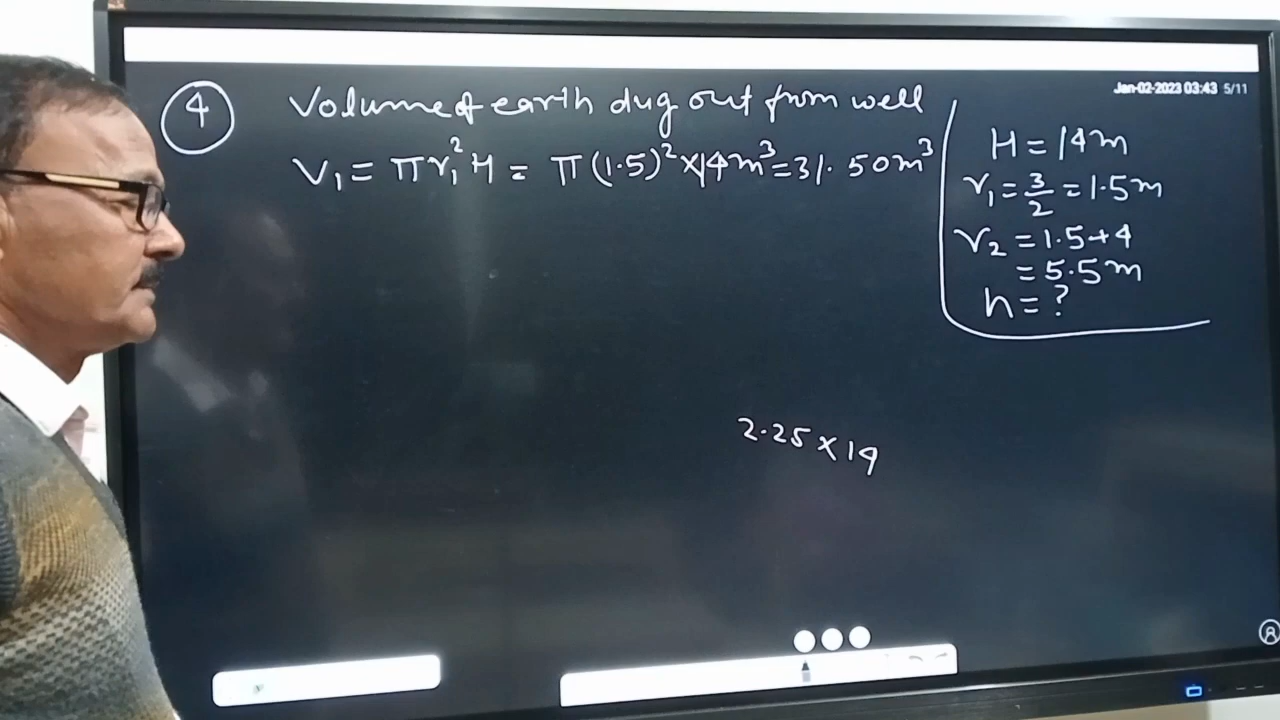 Jan-02-2023 03:43 5/11
4 Volume of earth dug out from well
V₁ = πr₁²H = π(1.5)²×14m³=31.50m³
H = 14m
r₁ = 3/2 = 1.5m
r₂ = 1.5+4
= 5.5m
h = ?
2.25×14